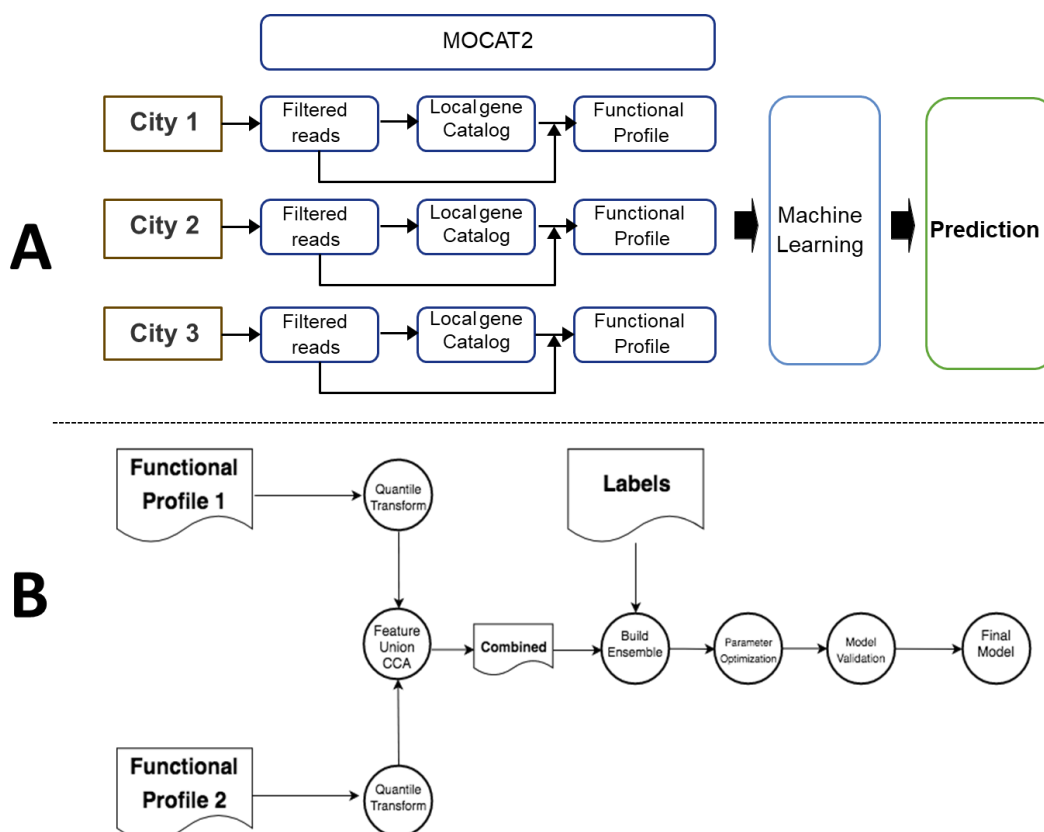 MOCAT2
City 1
Filtered
reads
Local gene
Catalog
Functional
Profile
City 2
Filtered
reads
Local gene
Catalog
Functional
Profile
City 3
Filtered
reads
Local gene
Catalog
Functional
Profile
Machine
Learning
Prediction
A
Functional
Profile 1
Quantile
Transform
Labels
B
Feature
Union
CCA
Combined
Build
Ensemble
Parameter
Optimization
Model
Validation
Final
Model
Functional
Profile 2
Quantile
Transform